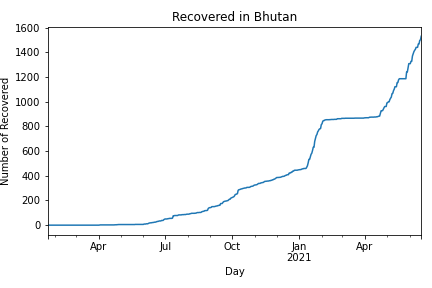 Recovered in Bhutan
Number of Recovered
1600
1400
1200
1000
800
600
400
200
0
Apr
Jul
Oct
Jan
2021
Apr
Day